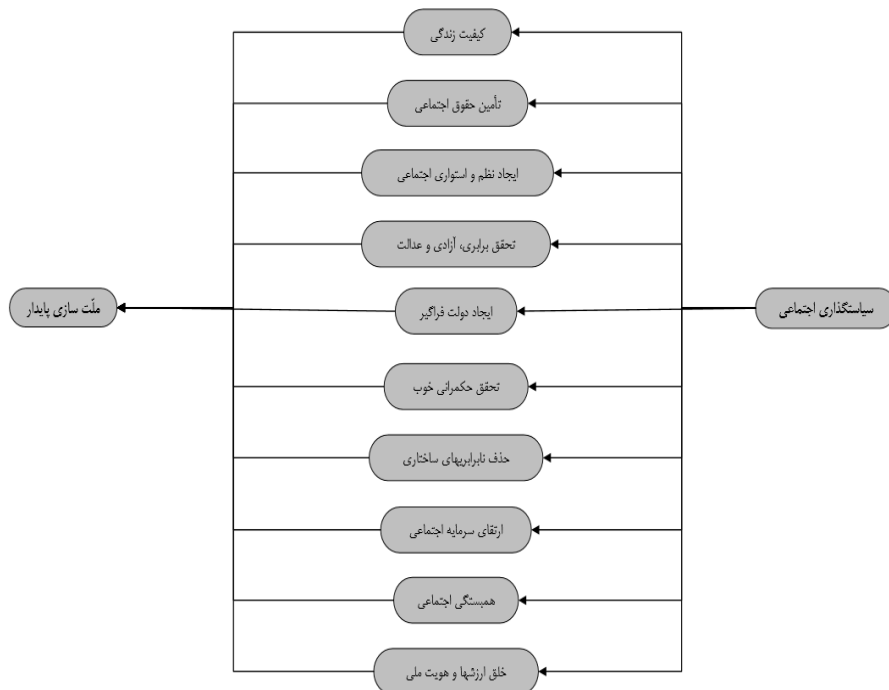 سیاستگذاری اجتماعی
کیفیت زندگی
تأمین حقوق اجتماعی
ایجاد نظم و استواری اجتماعی
تحقق برابری، آزادی و عدالت
ایجاد دولت فراگیر
تحقق حکمرانی خوب
حذف نابرابریهای ساختاری
ارتقای سرمایه اجتماعی
همبستگی اجتماعی
خلق ارزشها و هویت ملی
ملّت سازی پایدار